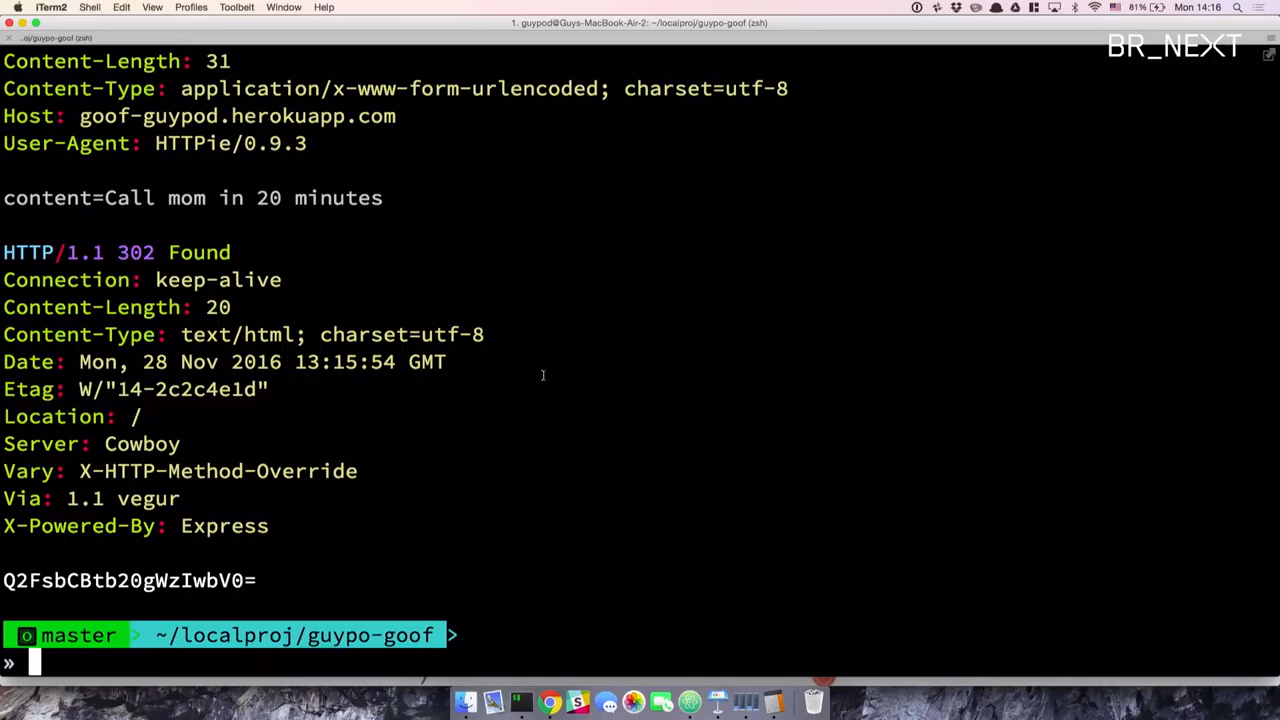 iTerm2 Shell Edit View Profiles Toolbelt Window Help 81% Mon 14:16
1. guypod@Guys-MacBook-Air-2: ~/localproj/guypo-goof (zsh)
..oj/guypo-goof (zsh)
BR_NEXT
Content-Length: 31
Content-Type: application/x-www-form-urlencoded; charset=utf-8
Host: goof-guypod.herokuapp.com
User-Agent: HTTPie/0.9.3
content=Call mom in 20 minutes
HTTP/1.1 302 Found
Connection: keep-alive
Content-Length: 20
Content-Type: text/html; charset=utf-8
Date: Mon, 28 Nov 2016 13:15:54 GMT
Etag: W/"14-2c2c4e1d"
Location: /
Server: Cowboy
Vary: X-HTTP-Method-Override
Via: 1.1 vegur
X-Powered-By: Express
Q2FsbCBtb20gWzIwbV0=
master > ~/localproj/guypo-goof >
»